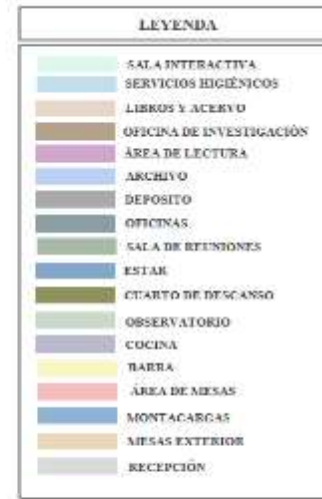 LEYENDA
SALA INTERACTIVA
SERVICIOS HIGIÉNICOS
LIBROS Y ACERVO
OFICINA DE INVESTIGACIÓN
ÁREA DE LECTURA
ARCHIVO
DEPOSITO
OFICINAS
SALA DE REUNIONES
ESTAR
CUARTO DE DESCANSO
OBSERVATORIO
COCINA
BARRA
ÁREA DE MESAS
MONTACARGAS
MESAS EXTERIOR
RECEPCIÓN